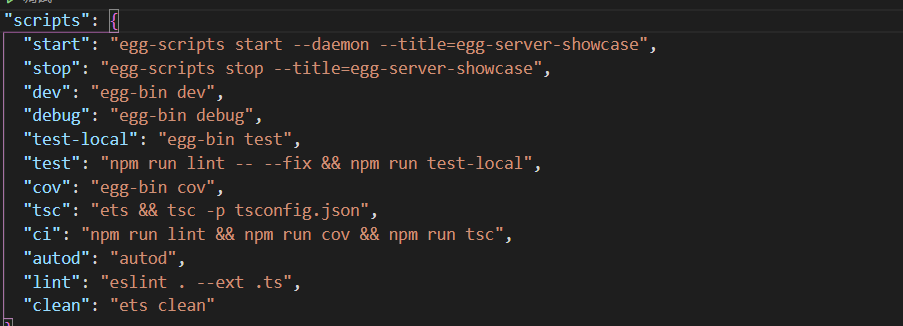 "scripts": {
"start": "egg-scripts start --daemon --title=egg-server-showcase",
"stop": "egg-scripts stop --title=egg-server-showcase",
"dev": "egg-bin dev",
"debug": "egg-bin debug",
"test-local": "egg-bin test",
"test": "npm run lint -- --fix && npm run test-local",
"cov": "egg-bin cov",
"tsc": "ets && tsc -p tsconfig.json",
"ci": "npm run lint && npm run cov && npm run tsc",
"autod": "autod",
"lint": "eslint . --ext .ts",
"clean": "ets clean"